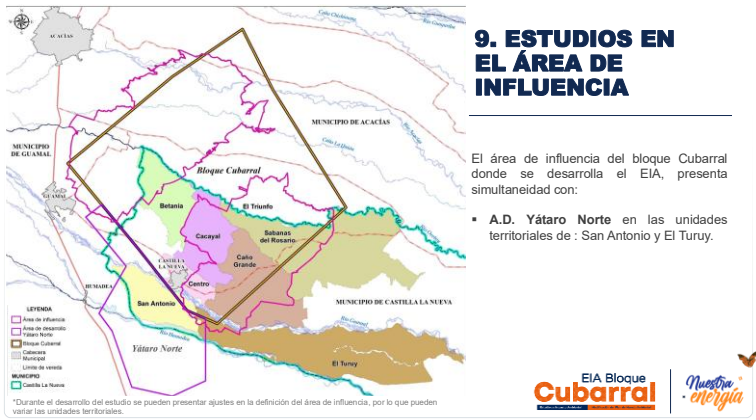 9. ESTUDIOS EN
EL ÁREA DE
INFLUENCIA
El área de influencia del bloque Cubarral
donde se desarrolla el EIA, presenta
simultaneidad con:
▪ A.D. Yátaro Norte en las unidades
territoriales de : San Antonio y El Turuy.
ACACÍAS
MUNICIPIO DE ACACÍAS
MUNICIPIO
DE GUAMAL
Bloque Cubarral
GUAMAL
Betania
El Triunfo
Cacayal
Sabanas
del Rosario
CASTILLA
LA NUEVA
Caño
Grande
Centro
HUMADEA
San Antonio
MUNICIPIO DE CASTILLA LA NUEVA
Río Guamal
Río Humadea
Yátaro Norte
El Turuy
LEYENDA
Área de influencia
Área de desarrollo
Yátaro Norte
Bloque Cubarral
Cabecera
Municipal
Límite de vereda
MUNICIPIO
Castilla La Nueva
*Durante el desarrollo del estudio se pueden presentar ajustes en la definición del área de influencia, por lo que pueden
variar las unidades territoriales.
EIA Bloque
Cubarral
Nuestra
energía